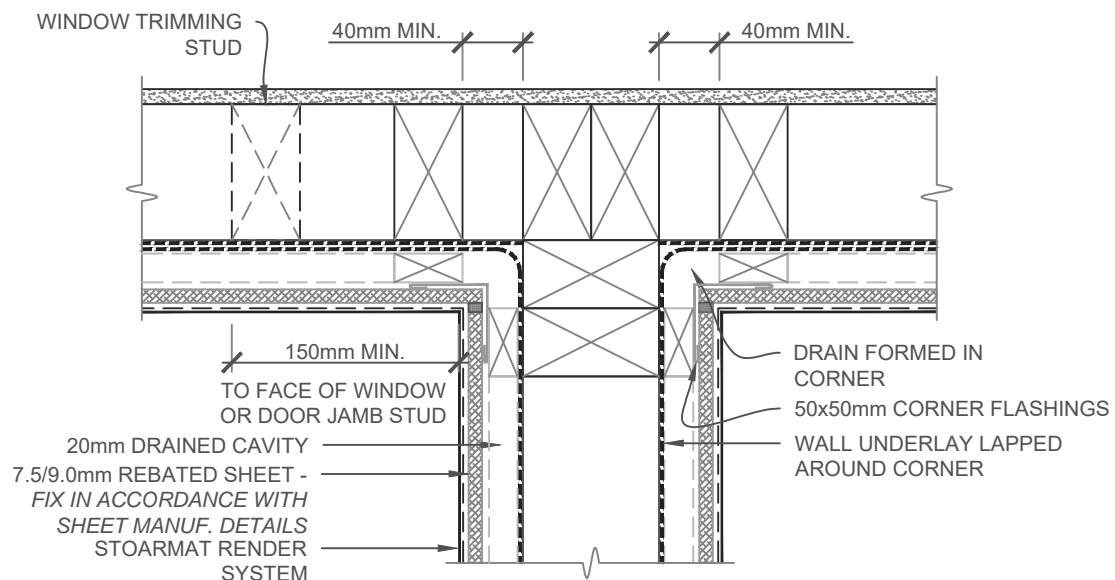 WINDOW TRIMMING
STUD
40mm MIN.
40mm MIN.
150mm MIN.
TO FACE OF WINDOW
OR DOOR JAMB STUD
20mm DRAINED CAVITY
7.5/9.0mm REBATED SHEET -
FIX IN ACCORDANCE WITH
SHEET MANUF. DETAILS
STOARMAT RENDER
SYSTEM
DRAIN FORMED IN
CORNER
50x50mm CORNER FLASHINGS
WALL UNDERLAY LAPPED
AROUND CORNER